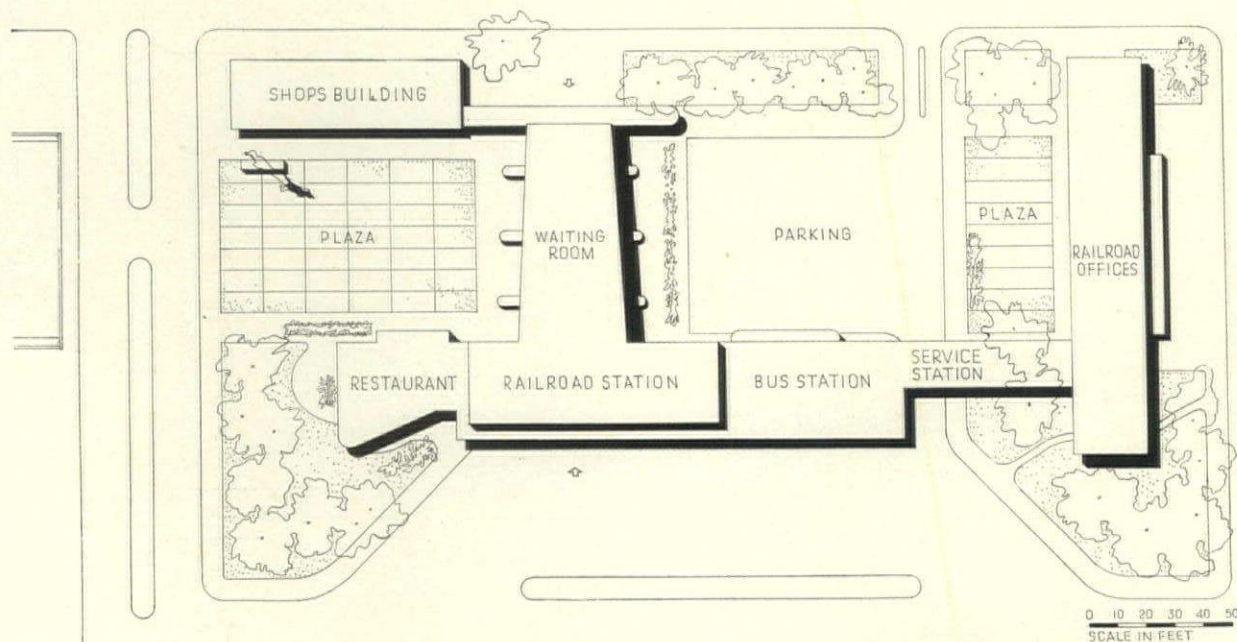 SHOPS BUILDING
PLAZA
WAITING
ROOM
PARKING
PLAZA
RAILROAD
OFFICES
RESTAURANT
RAILROAD STATION
BUS STATION
SERVICE
STATION
0 10 20 30 40 50
SCALE IN FEET